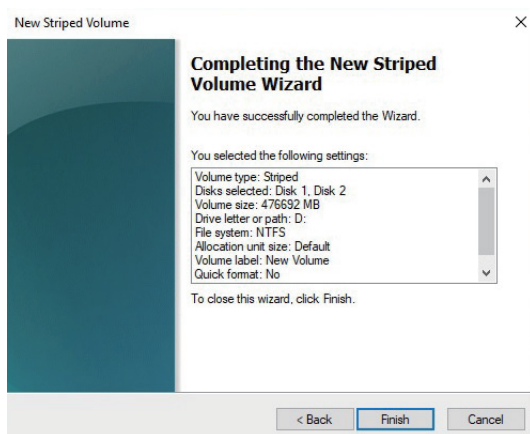 New Striped Volume
Completing the New Striped
Volume Wizard
You have successfully completed the Wizard.
You selected the following settings:
Volume type: Striped
Disks selected: Disk 1, Disk 2
Volume size: 476692 MB
Drive letter or path: D:
File system: NTFS
Allocation unit size: Default
Volume label: New Volume
Quick format: No
To close this wizard, click Finish.
< Back Finish Cancel